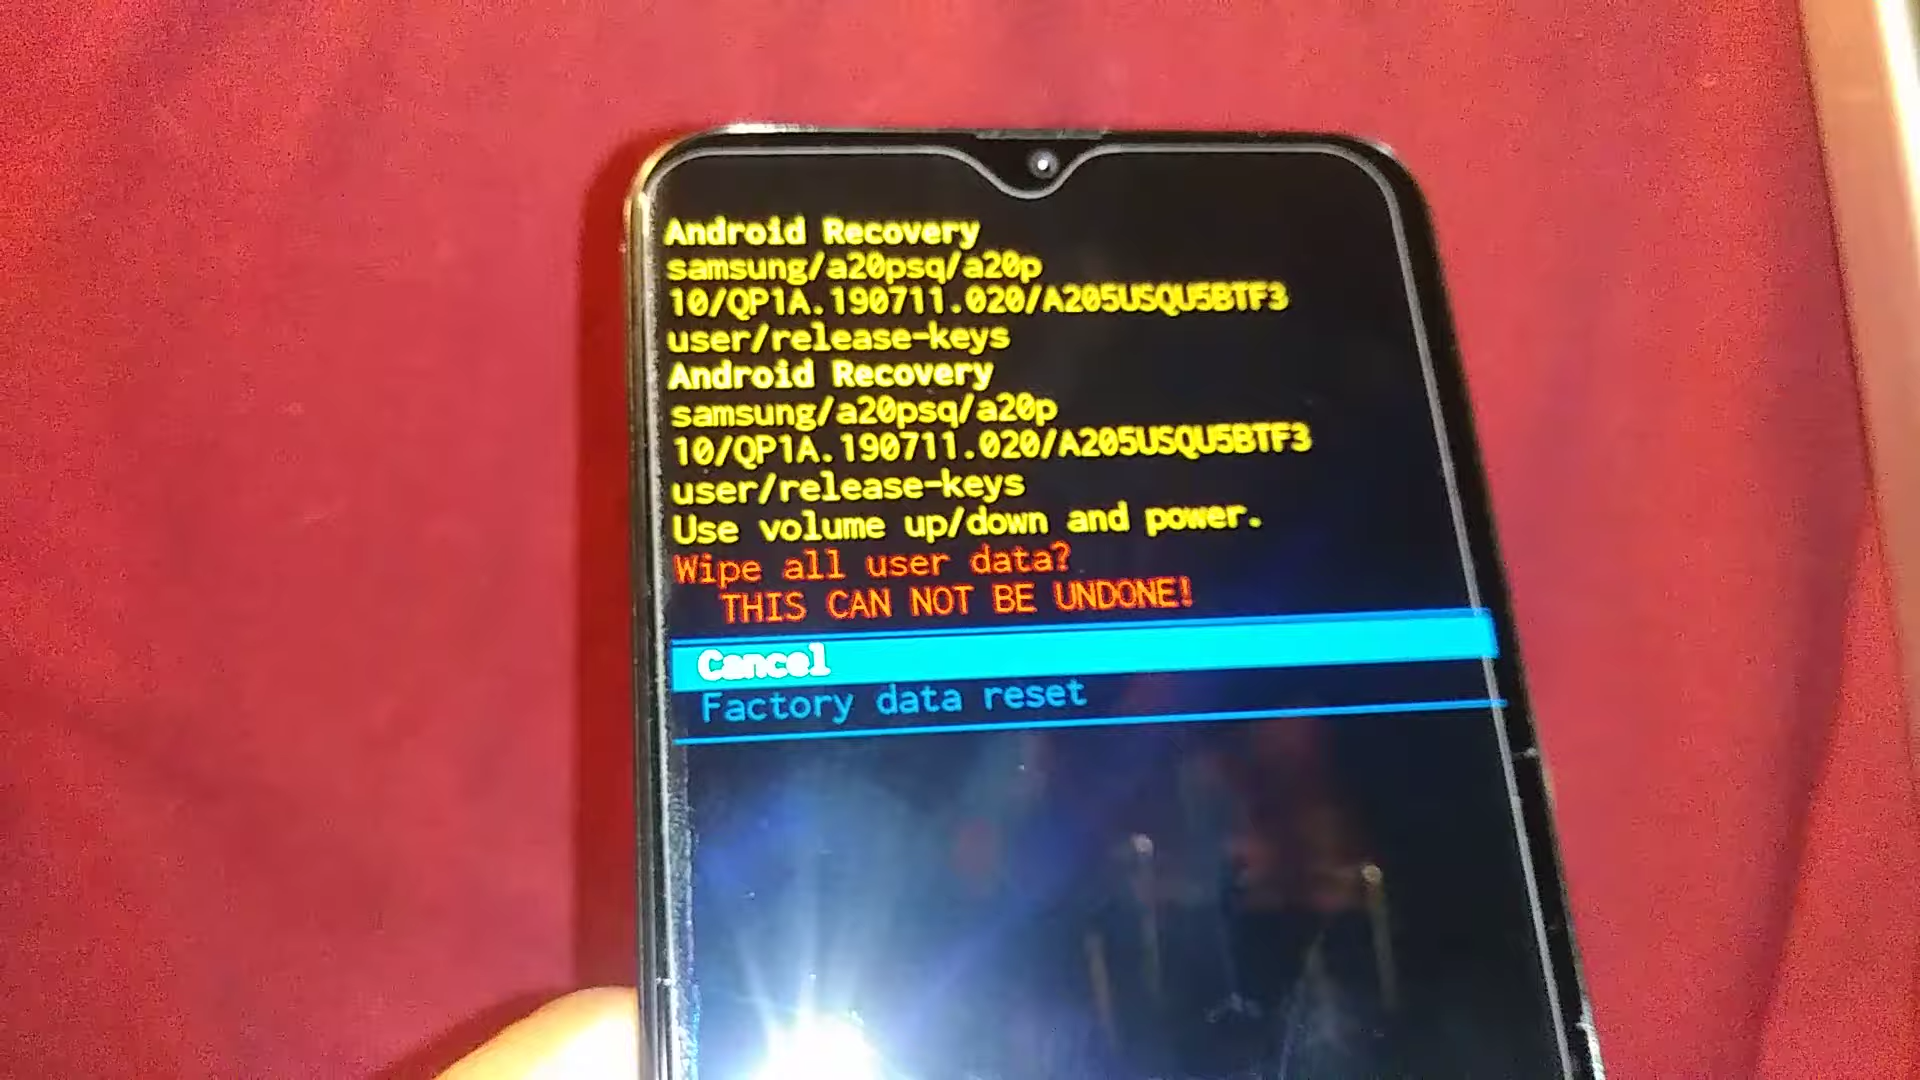 Android Recovery
samsung/a20psq/a20p
10/QP1A.190711.020/A205USQU5BTF3
user/release-keys
Android Recovery
samsung/a20psq/a20p
10/QP1A.190711.020/A205USQU5BTF3
user/release-keys
Use volume up/down and power.
Wipe all user data?
THIS CAN NOT BE UNDONE!
Cancel
Factory data reset